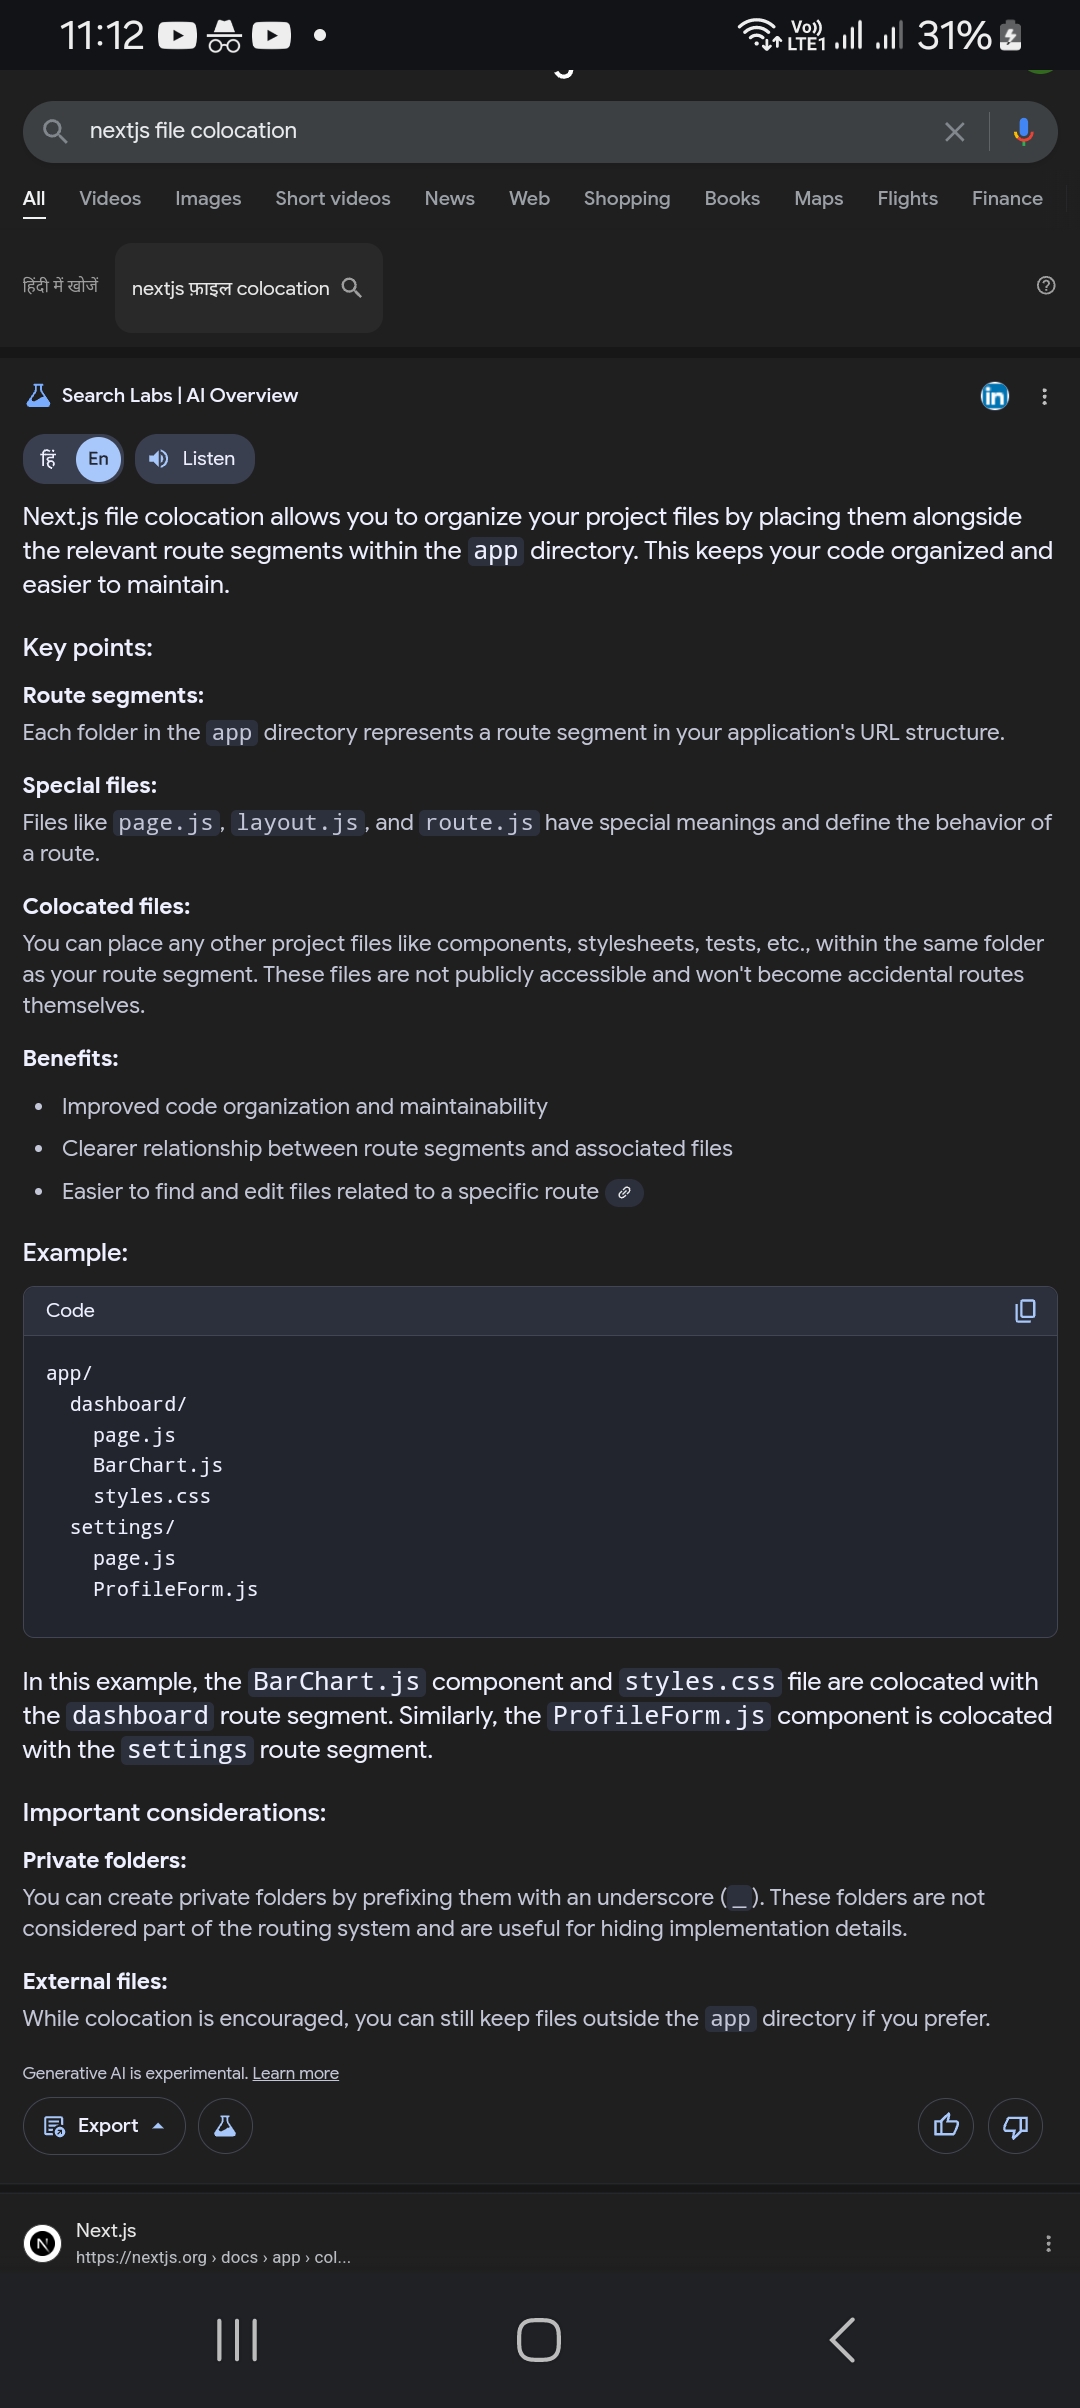 11:12
Vo)) LTE1 31%
nextjs file colocation
All Videos Images Short videos News Web Shopping Books Maps Flights Finance
हिंदी में खोजें nextjs फ़ाइल colocation
Search Labs | AI Overview
हिं En Listen
Next.js file colocation allows you to organize your project files by placing them alongside
the relevant route segments within the app directory. This keeps your code organized and
easier to maintain.
Key points:
Route segments:
Each folder in the app directory represents a route segment in your application's URL structure.
Special files:
Files like page.js, layout.js, and route.js have special meanings and define the behavior of
a route.
Colocated files:
You can place any other project files like components, stylesheets, tests, etc., within the same folder
as your route segment. These files are not publicly accessible and won't become accidental routes
themselves.
Benefits:
• Improved code organization and maintainability
• Clearer relationship between route segments and associated files
• Easier to find and edit files related to a specific route
Example:
Code
app/
dashboard/
page.js
BarChart.js
styles.css
settings/
page.js
ProfileForm.js
In this example, the BarChart.js component and styles.css file are colocated with
the dashboard route segment. Similarly, the ProfileForm.js component is colocated
with the settings route segment.
Important considerations:
Private folders:
You can create private folders by prefixing them with an underscore (_). These folders are not
considered part of the routing system and are useful for hiding implementation details.
External files:
While colocation is encouraged, you can still keep files outside the app directory if you prefer.
Generative AI is experimental. Learn more
Export
Next.js
https://nextjs.org › docs › app › col...